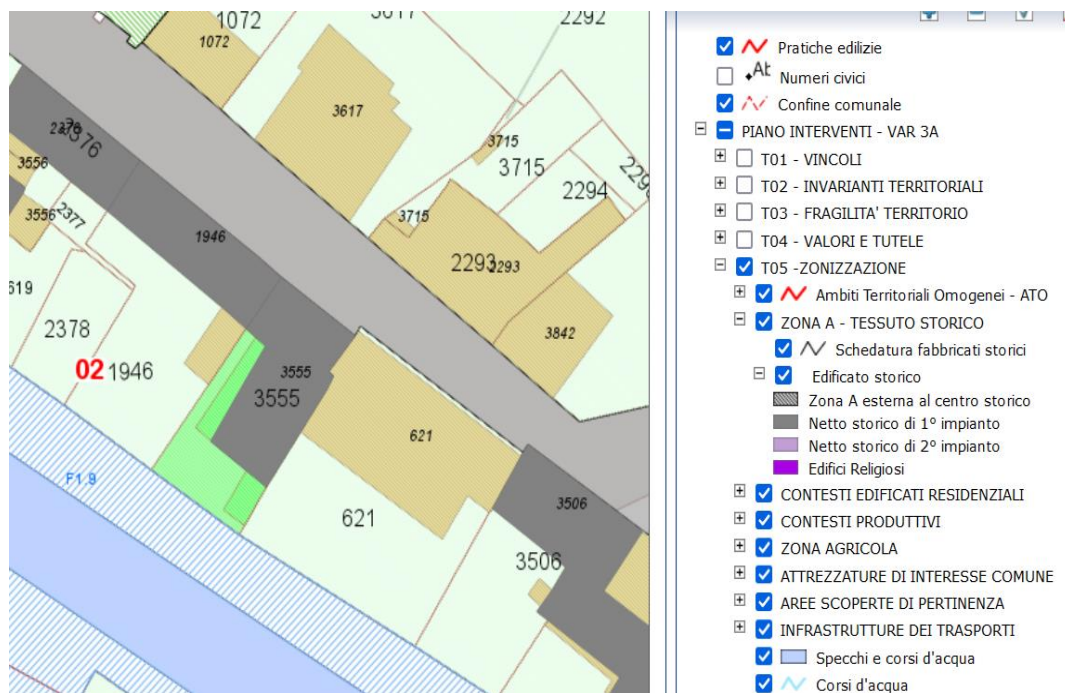 1072
3617
2292
1072
3617
2376
2376
3715
3715
2294
3556
3556
2377
3715
1946
2293
2293
619
2378
3842
02
1946
3555
3555
621
F1.9
621
3506
3506
Pratiche edilizie
Ab
Numeri civici
Confine comunale
PIANO INTERVENTI - VAR 3A
T01 - VINCOLI
T02 - INVARIANTI TERRITORIALI
T03 - FRAGILITA' TERRITORIO
T04 - VALORI E TUTELE
T05 -ZONIZZAZIONE
Ambiti Territoriali Omogenei - ATO
ZONA A - TESSUTO STORICO
Schedatura fabbricati storici
Edificato storico
Zona A esterna al centro storico
Netto storico di 1° impianto
Netto storico di 2° impianto
Edifici Religiosi
CONTESTI EDIFICATI RESIDENZIALI
CONTESTI PRODUTTIVI
ZONA AGRICOLA
ATTREZZATURE DI INTERESSE COMUNE
AREE SCOPERTE DI PERTINENZA
INFRASTRUTTURE DEI TRASPORTI
Specchi e corsi d'acqua
Corsi d'acqua